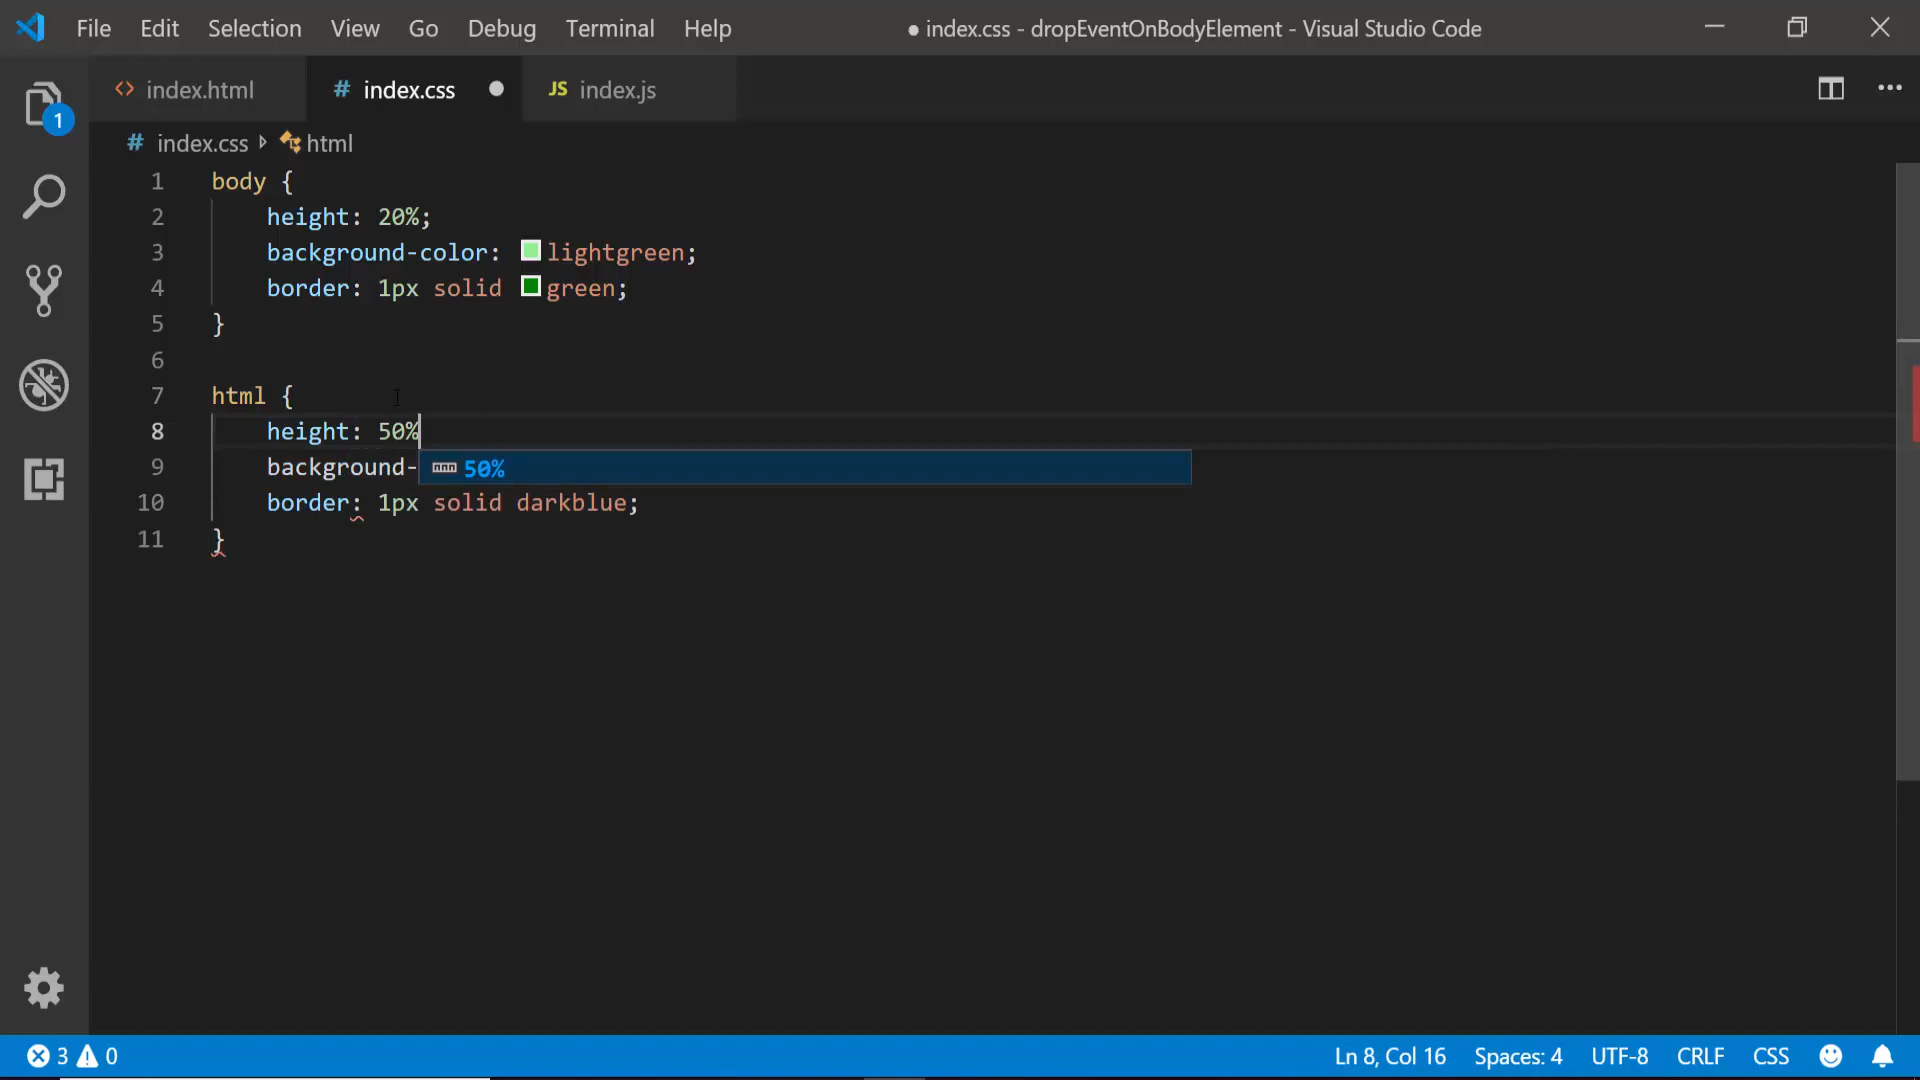 File Edit Selection View Go Debug Terminal Help ● index.css - dropEventOnBodyElement - Visual Studio Code
<> index.html # index.css ● JS index.js
1
# index.css html
1 body {
2 height: 20%;
3 background-color: lightgreen;
4 border: 1px solid green;
5 }
6
7 html {
8 height: 50%
9 background- 50%
10 border: 1px solid darkblue;
11 }
3 0 Ln 8, Col 16 Spaces: 4 UTF-8 CRLF CSS